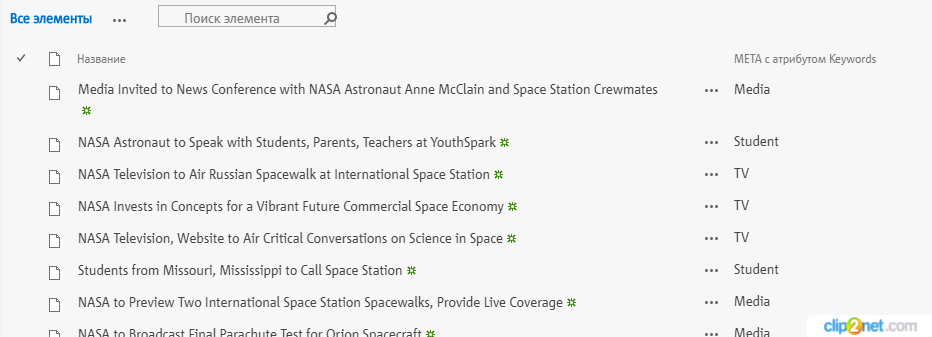 Все элементы ... Поиск элемента
Название META с атрибутом Keywords
Media Invited to News Conference with NASA Astronaut Anne McClain and Space Station Crewmates ... Media
NASA Astronaut to Speak with Students, Parents, Teachers at YouthSpark ... Student
NASA Television to Air Russian Spacewalk at International Space Station ... TV
NASA Invests in Concepts for a Vibrant Future Commercial Space Economy ... TV
NASA Television, Website to Air Critical Conversations on Science in Space ... TV
Students from Missouri, Mississippi to Call Space Station ... Student
NASA to Preview Two International Space Station Spacewalks, Provide Live Coverage ... Media
NASA to Broadcast Final Parachute Test for Orion Spacecraft ... Media
clip2net.com